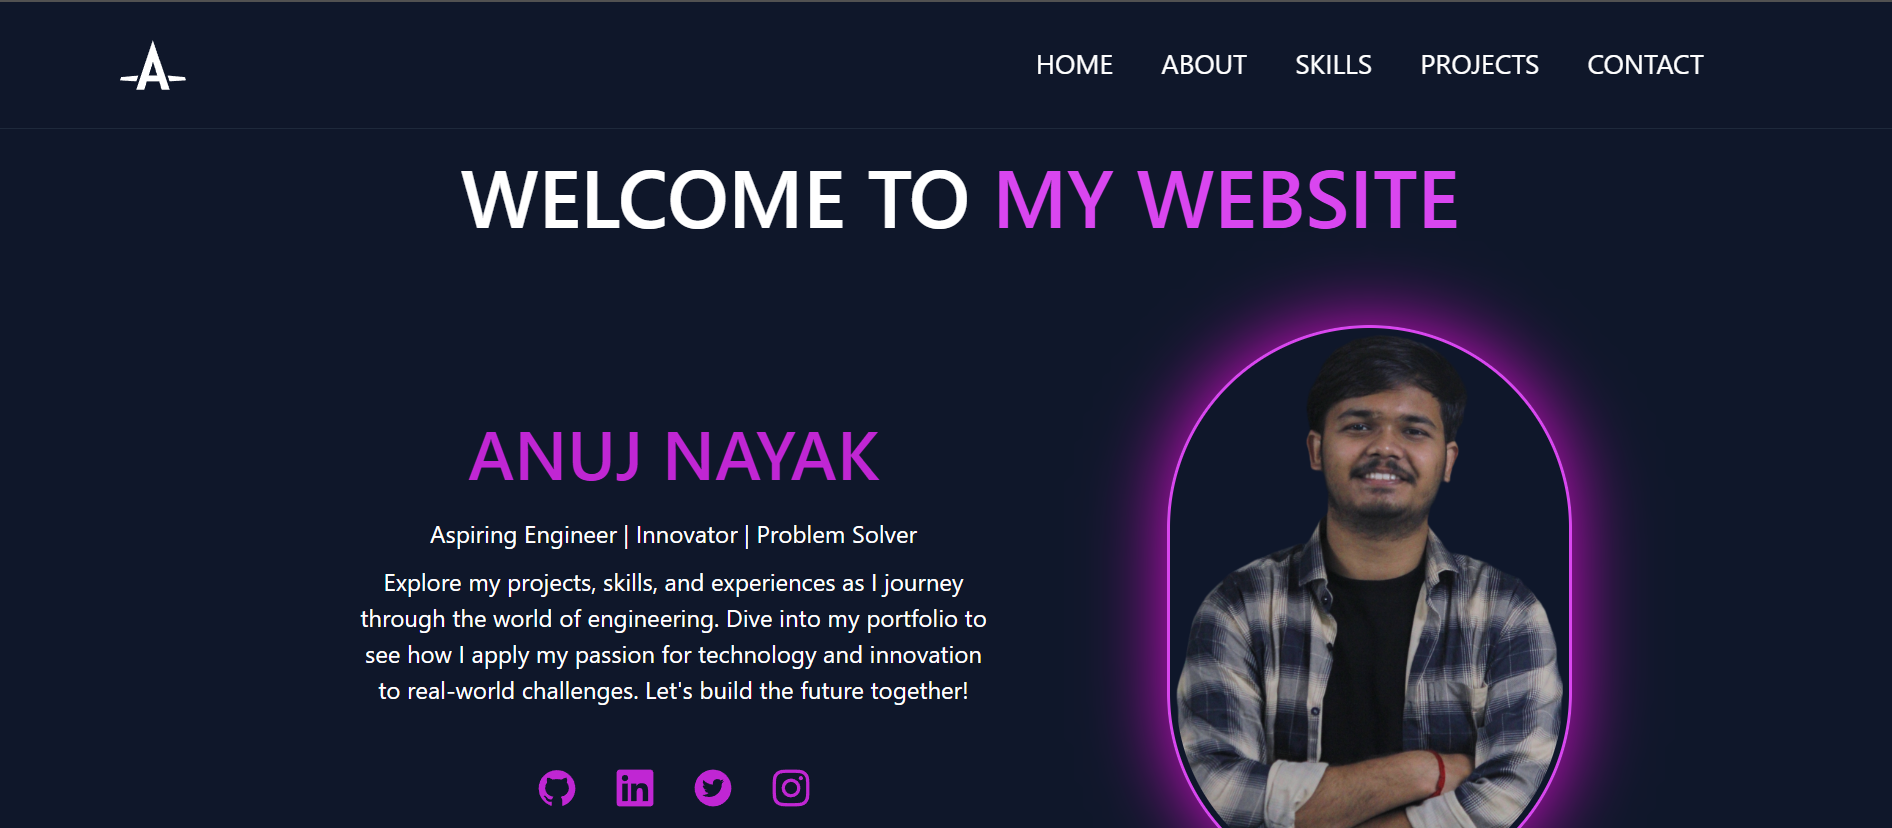 A
HOME ABOUT SKILLS PROJECTS CONTACT
WELCOME TO MY WEBSITE
ANUJ NAYAK
Aspiring Engineer | Innovator | Problem Solver
Explore my projects, skills, and experiences as I journey
through the world of engineering. Dive into my portfolio to
see how I apply my passion for technology and innovation
to real-world challenges. Let's build the future together!
in